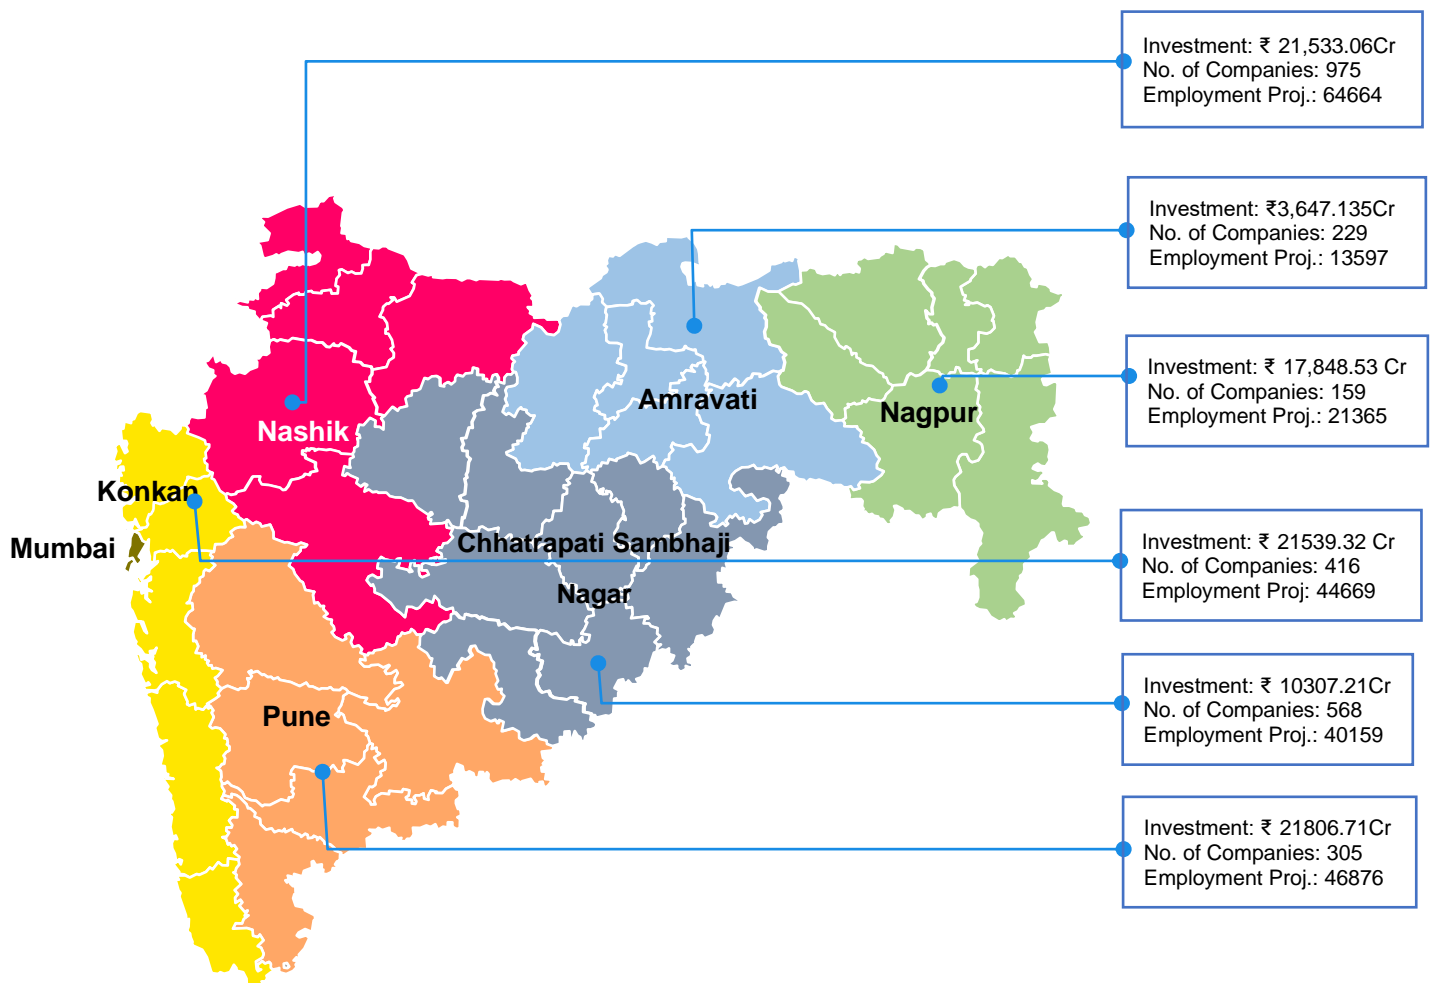 Investment: ₹ 21,533.06Cr
No. of Companies: 975
Employment Proj.: 64664
Investment: ₹3,647.135Cr
No. of Companies: 229
Employment Proj.: 13597
Investment: ₹ 17,848.53 Cr
No. of Companies: 159
Employment Proj.: 21365
Investment: ₹ 21539.32 Cr
No. of Companies: 416
Employment Proj: 44669
Investment: ₹ 10307.21Cr
No. of Companies: 568
Employment Proj.: 40159
Investment: ₹ 21806.71Cr
No. of Companies: 305
Employment Proj.: 46876
Nashik
Amravati
Nagpur
Konkan
Mumbai
Chhatrapati Sambhaji
Nagar
Pune